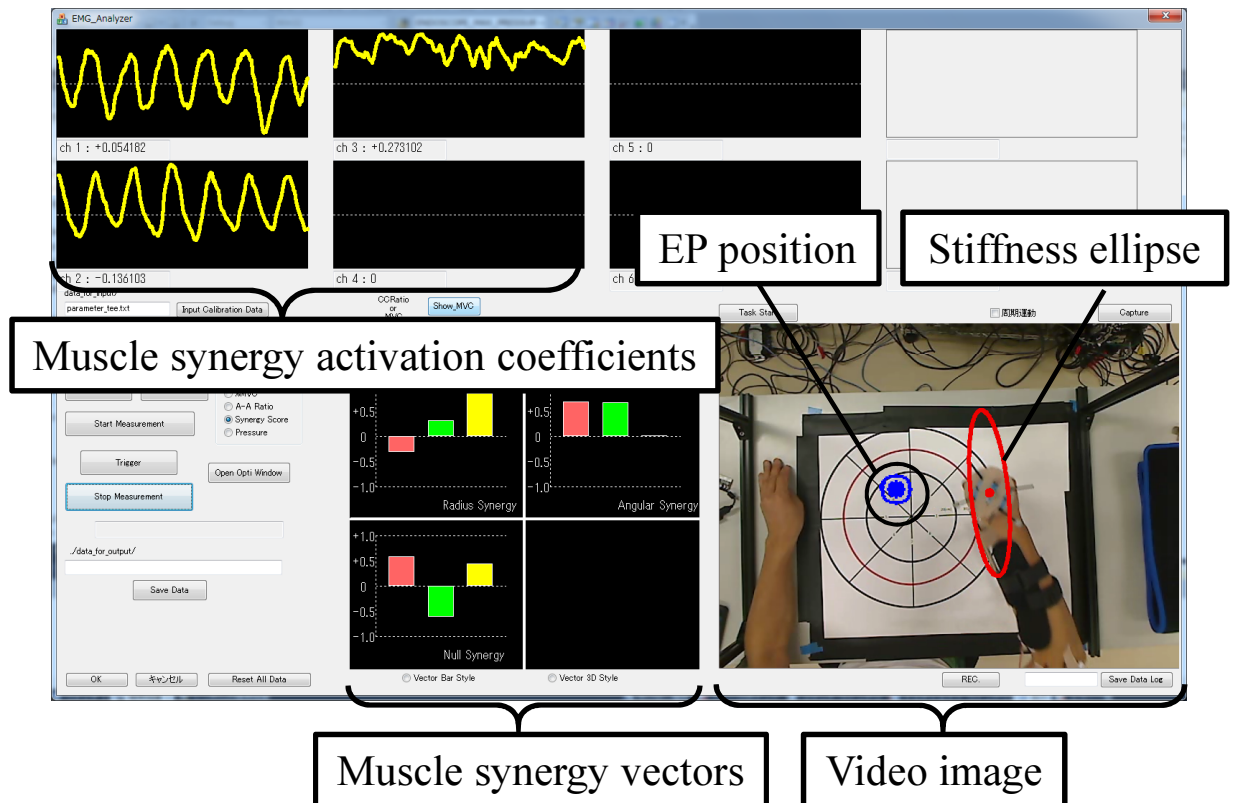 EMG_Analyzer
ch 1 : +0.054182
ch 3 : +0.273102
ch 5 : 0
ch 2 : -0.136103
ch 4 : 0
ch 6
EP position
Stiffness ellipse
data_for_input/
parameter_tee.txt
Input Calibration Data
CCRatio
or
MVC
Show_MVC
Task Star
周期運動
Capture
Muscle synergy activation coefficients
%MVC
A-A Ratio
Synergy Score
Pressure
Start Measurement
Trigger
Open Opti Window
Stop Measurement
./data_for_output/
Save Data
+0.5
0
-0.5
-1.0
Radius Synergy
+0.5
0
-0.5
-1.0
Angular Synergy
+1.0
+0.5
0
-0.5
-1.0
Null Synergy
OK
キャンセル
Reset All Data
Vector Bar Style
Vector 3D Style
REC.
Save Data Log
Muscle synergy vectors
Video image